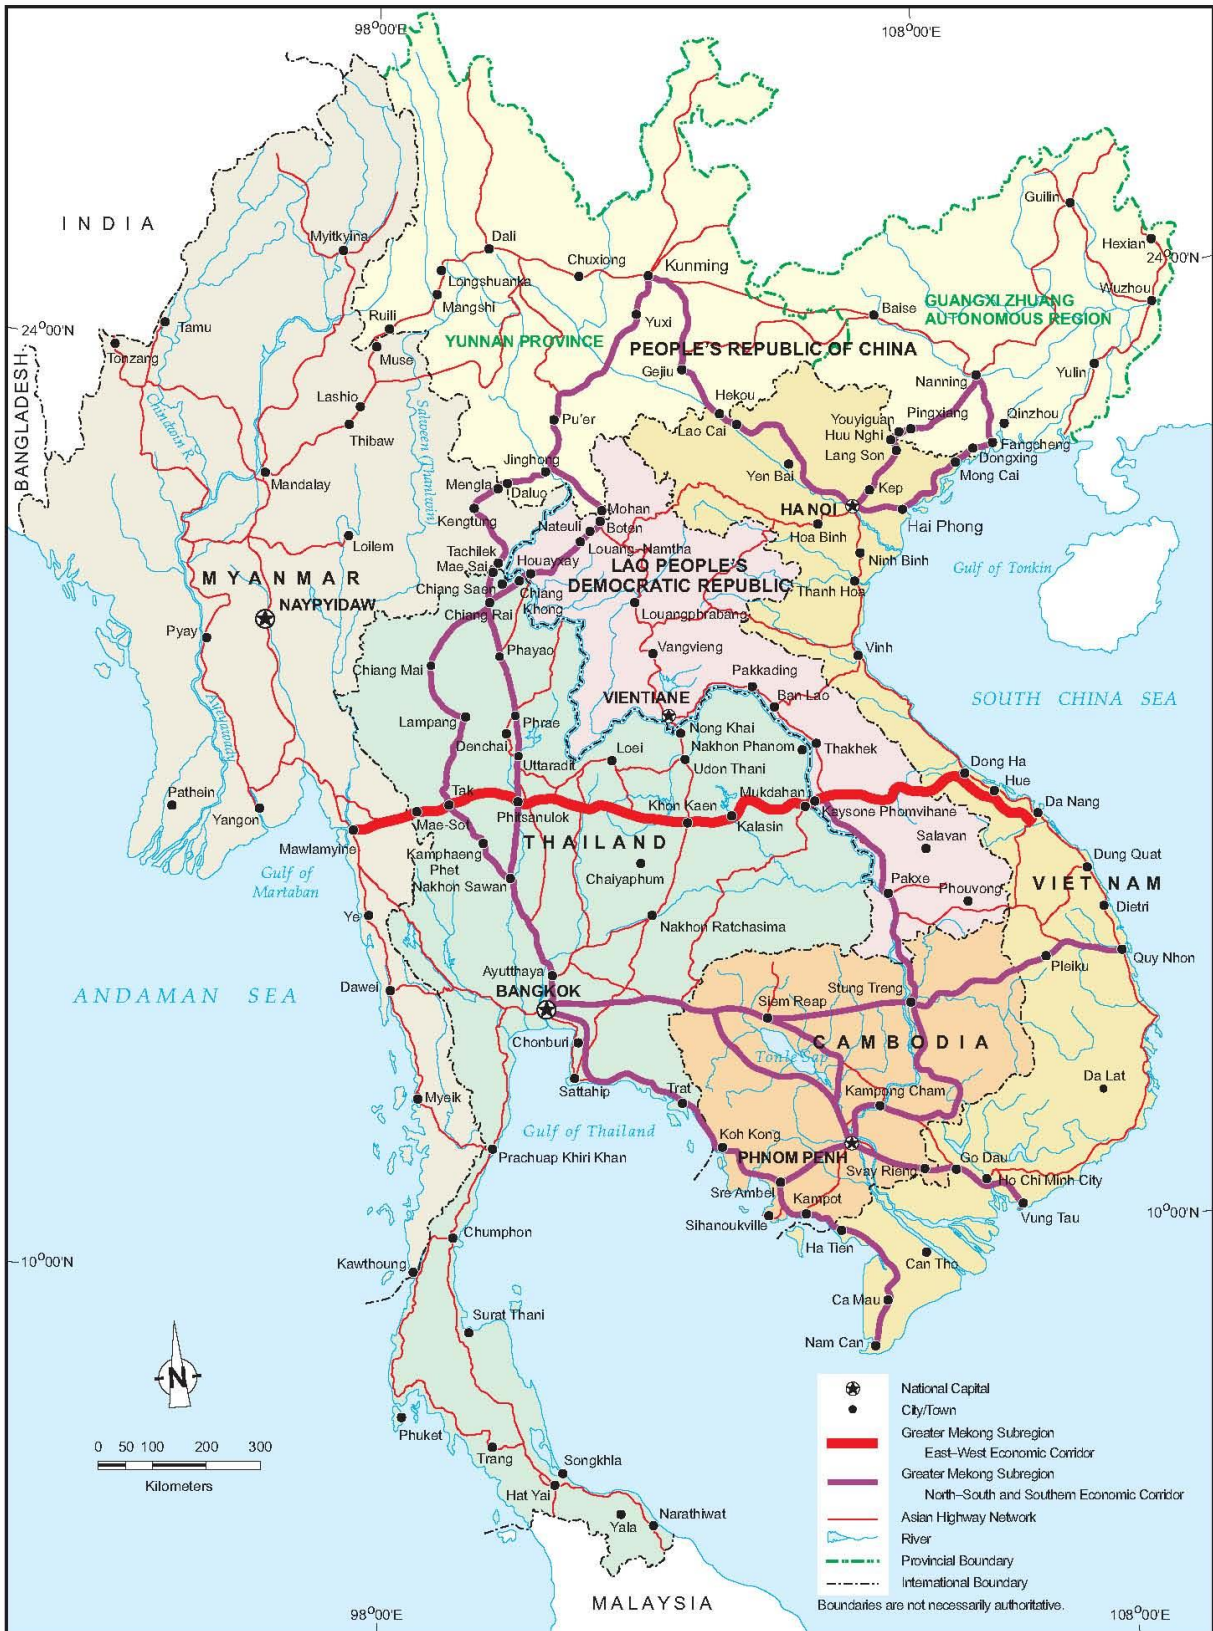 98°00'E
108°00'E
INDIA
Guilin
Myitkyina
Dali
Hexian
24°00'N
Chuxiong
Kunming
Longshuanka
Mangshi
Wuzhou
Ruili
Baise
GUANGXI ZHUANG
AUTONOMOUS REGION
24°00'N
Tamu
Yuxi
YUNNAN PROVINCE
PEOPLE'S REPUBLIC OF CHINA
Tonzang
Muse
Gejiu
Nanning
Yulin
BANGLADESH
Chindwin R.
Salween (Thanlwin)
Lashio
Hekou
Pingxiang
Qinzhou
Youyiguan
Thibaw
Pu'er
Lao Cai
Huu Nghi
Fangcheng
Lang Son
Dongxing
Jinghong
Mong Cai
Mandalay
Mengla
Daluo
Yen Bai
Kep
Kengtung
Mohan
HA NOI
Hai Phong
Nateuli
Boten
Hoa Binh
Loilem
Louang-Namtha
Tachilek
Mae Sai
Houayxay
LAO PEOPLE'S
DEMOCRATIC REPUBLIC
Ninh Binh
Gulf of Tonkin
MYANMAR
Chiang Saen
Chiang
Khong
Thanh Hoa
NAYPYIDAW
Chiang Rai
Louangphrabang
Pyay
Phayao
Vangvieng
Vinh
Chiang Mai
Pakkading
Ayeyarwady
VIENTIANE
Ban Lao
SOUTH CHINA SEA
Lampang
Phrae
Nong Khai
Denchai
Loei
Nakhon Phanom
Thakhek
Uttaradit
Udon Thani
Dong Ha
Hue
Pathein
Tak
Mukdahan
Da Nang
Yangon
Mae-Sot
Phitsanulok
Khon Kaen
Kaysone Phomvihane
Kalasin
Mawlamyine
THAILAND
Salavan
Kamphaeng
Phet
Dung Quat
Gulf of
Martaban
Nakhon Sawan
Chaiyaphum
Pakxe
Phouvong
VIET NAM
Dietri
Ye
Nakhon Ratchasima
Quy Nhon
Pleiku
Ayutthaya
BANGKOK
ANDAMAN SEA
Dawei
Siem Reap
Stung Treng
Chonburi
CAMBODIA
Tonle Sap
Da Lat
Sattahip
Trat
Kampong Cham
Myeik
Gulf of Thailand
Koh Kong
Prachuap Khiri Khan
PHNOM PENH
Go Dau
Svay Rieng
Ho Chi Minh City
Sre Ambel
Kampot
Vung Tau
10°00'N
Sihanoukville
Chumphon
Ha Tien
Can Tho
10°00'N
Kawthoung
Ca Mau
Surat Thani
Nam Can
N
National Capital
City/Town
Greater Mekong Subregion
East–West Economic Corridor
Greater Mekong Subregion
North–South and Southern Economic Corridor
Asian Highway Network
River
Provincial Boundary
International Boundary
Boundaries are not necessarily authoritative.
0 50 100 200 300
Kilometers
Phuket
Trang
Songkhla
Hat Yai
Narathiwat
Yala
MALAYSIA
98°00'E
108°00'E